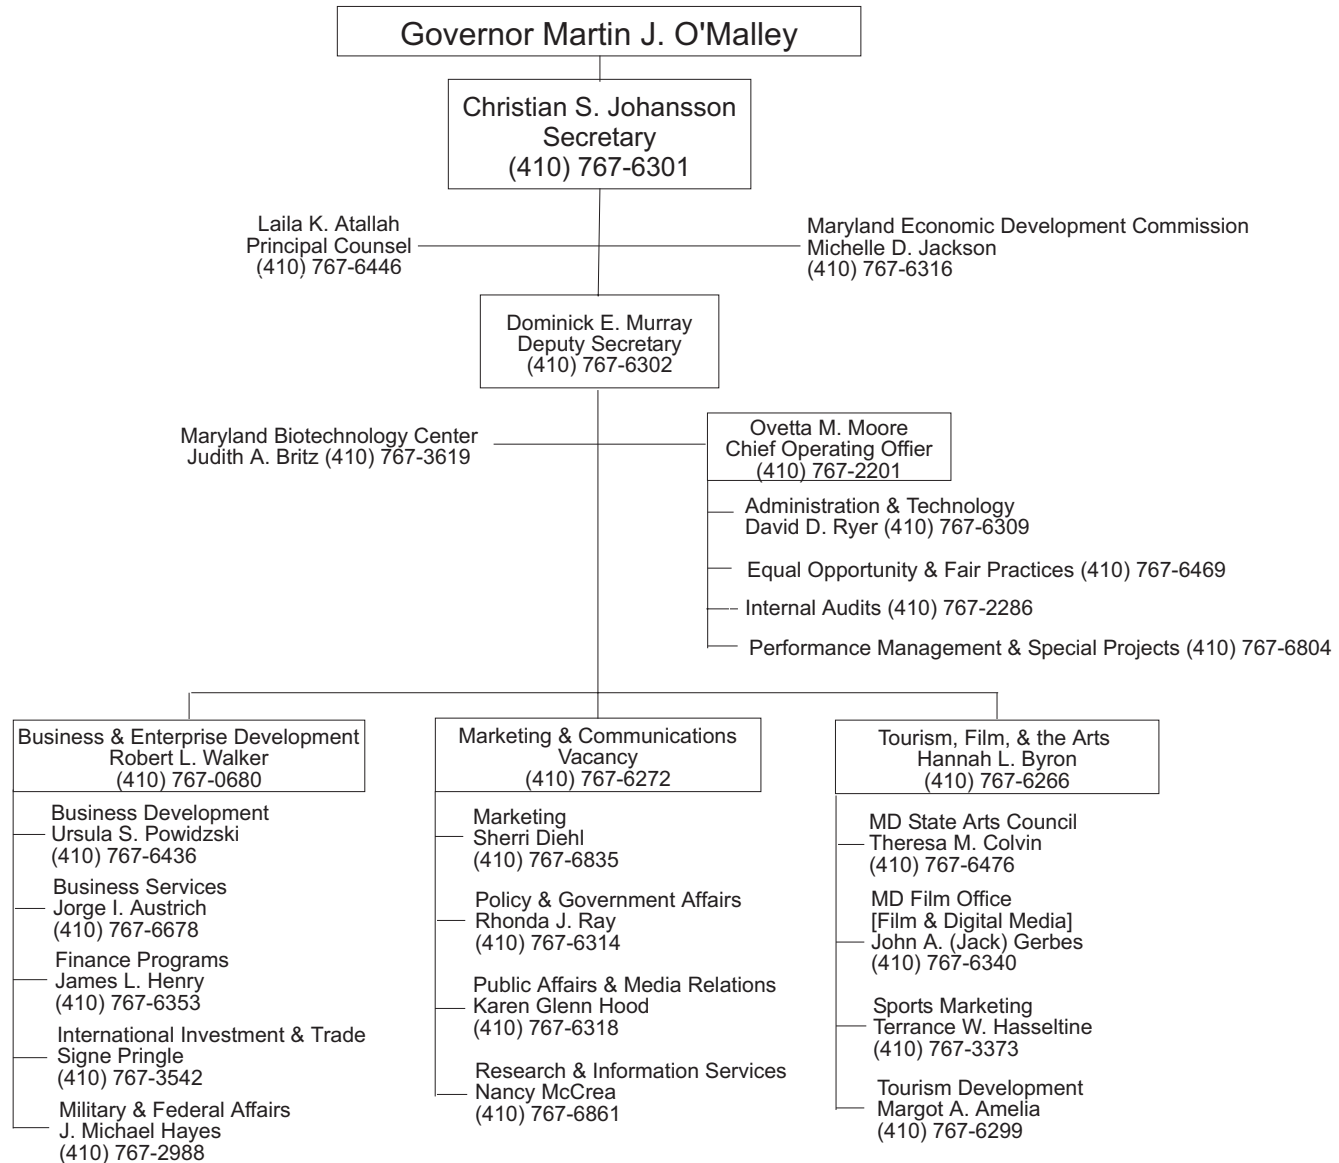 Governor Martin J. O'Malley
Christian S. Johansson
Secretary
(410) 767-6301
Laila K. Atallah
Principal Counsel
(410) 767-6446
Maryland Economic Development Commission
Michelle D. Jackson
(410) 767-6316
Dominick E. Murray
Deputy Secretary
(410) 767-6302
Maryland Biotechnology Center
Judith A. Britz (410) 767-3619
Ovetta M. Moore
Chief Operating Offier
(410) 767-2201
Administration & Technology
David D. Ryer (410) 767-6309
Equal Opportunity & Fair Practices (410) 767-6469
Internal Audits (410) 767-2286
Performance Management & Special Projects (410) 767-6804
Business & Enterprise Development
Robert L. Walker
(410) 767-0680
Business Development
Ursula S. Powidzski
(410) 767-6436
Business Services
Jorge I. Austrich
(410) 767-6678
Finance Programs
James L. Henry
(410) 767-6353
International Investment & Trade
Signe Pringle
(410) 767-3542
Military & Federal Affairs
J. Michael Hayes
(410) 767-2988
Marketing & Communications
Vacancy
(410) 767-6272
Marketing
Sherri Diehl
(410) 767-6835
Policy & Government Affairs
Rhonda J. Ray
(410) 767-6314
Public Affairs & Media Relations
Karen Glenn Hood
(410) 767-6318
Research & Information Services
Nancy McCrea
(410) 767-6861
Tourism, Film, & the Arts
Hannah L. Byron
(410) 767-6266
MD State Arts Council
Theresa M. Colvin
(410) 767-6476
MD Film Office
[Film & Digital Media]
John A. (Jack) Gerbes
(410) 767-6340
Sports Marketing
Terrance W. Hasseltine
(410) 767-3373
Tourism Development
Margot A. Amelia
(410) 767-6299